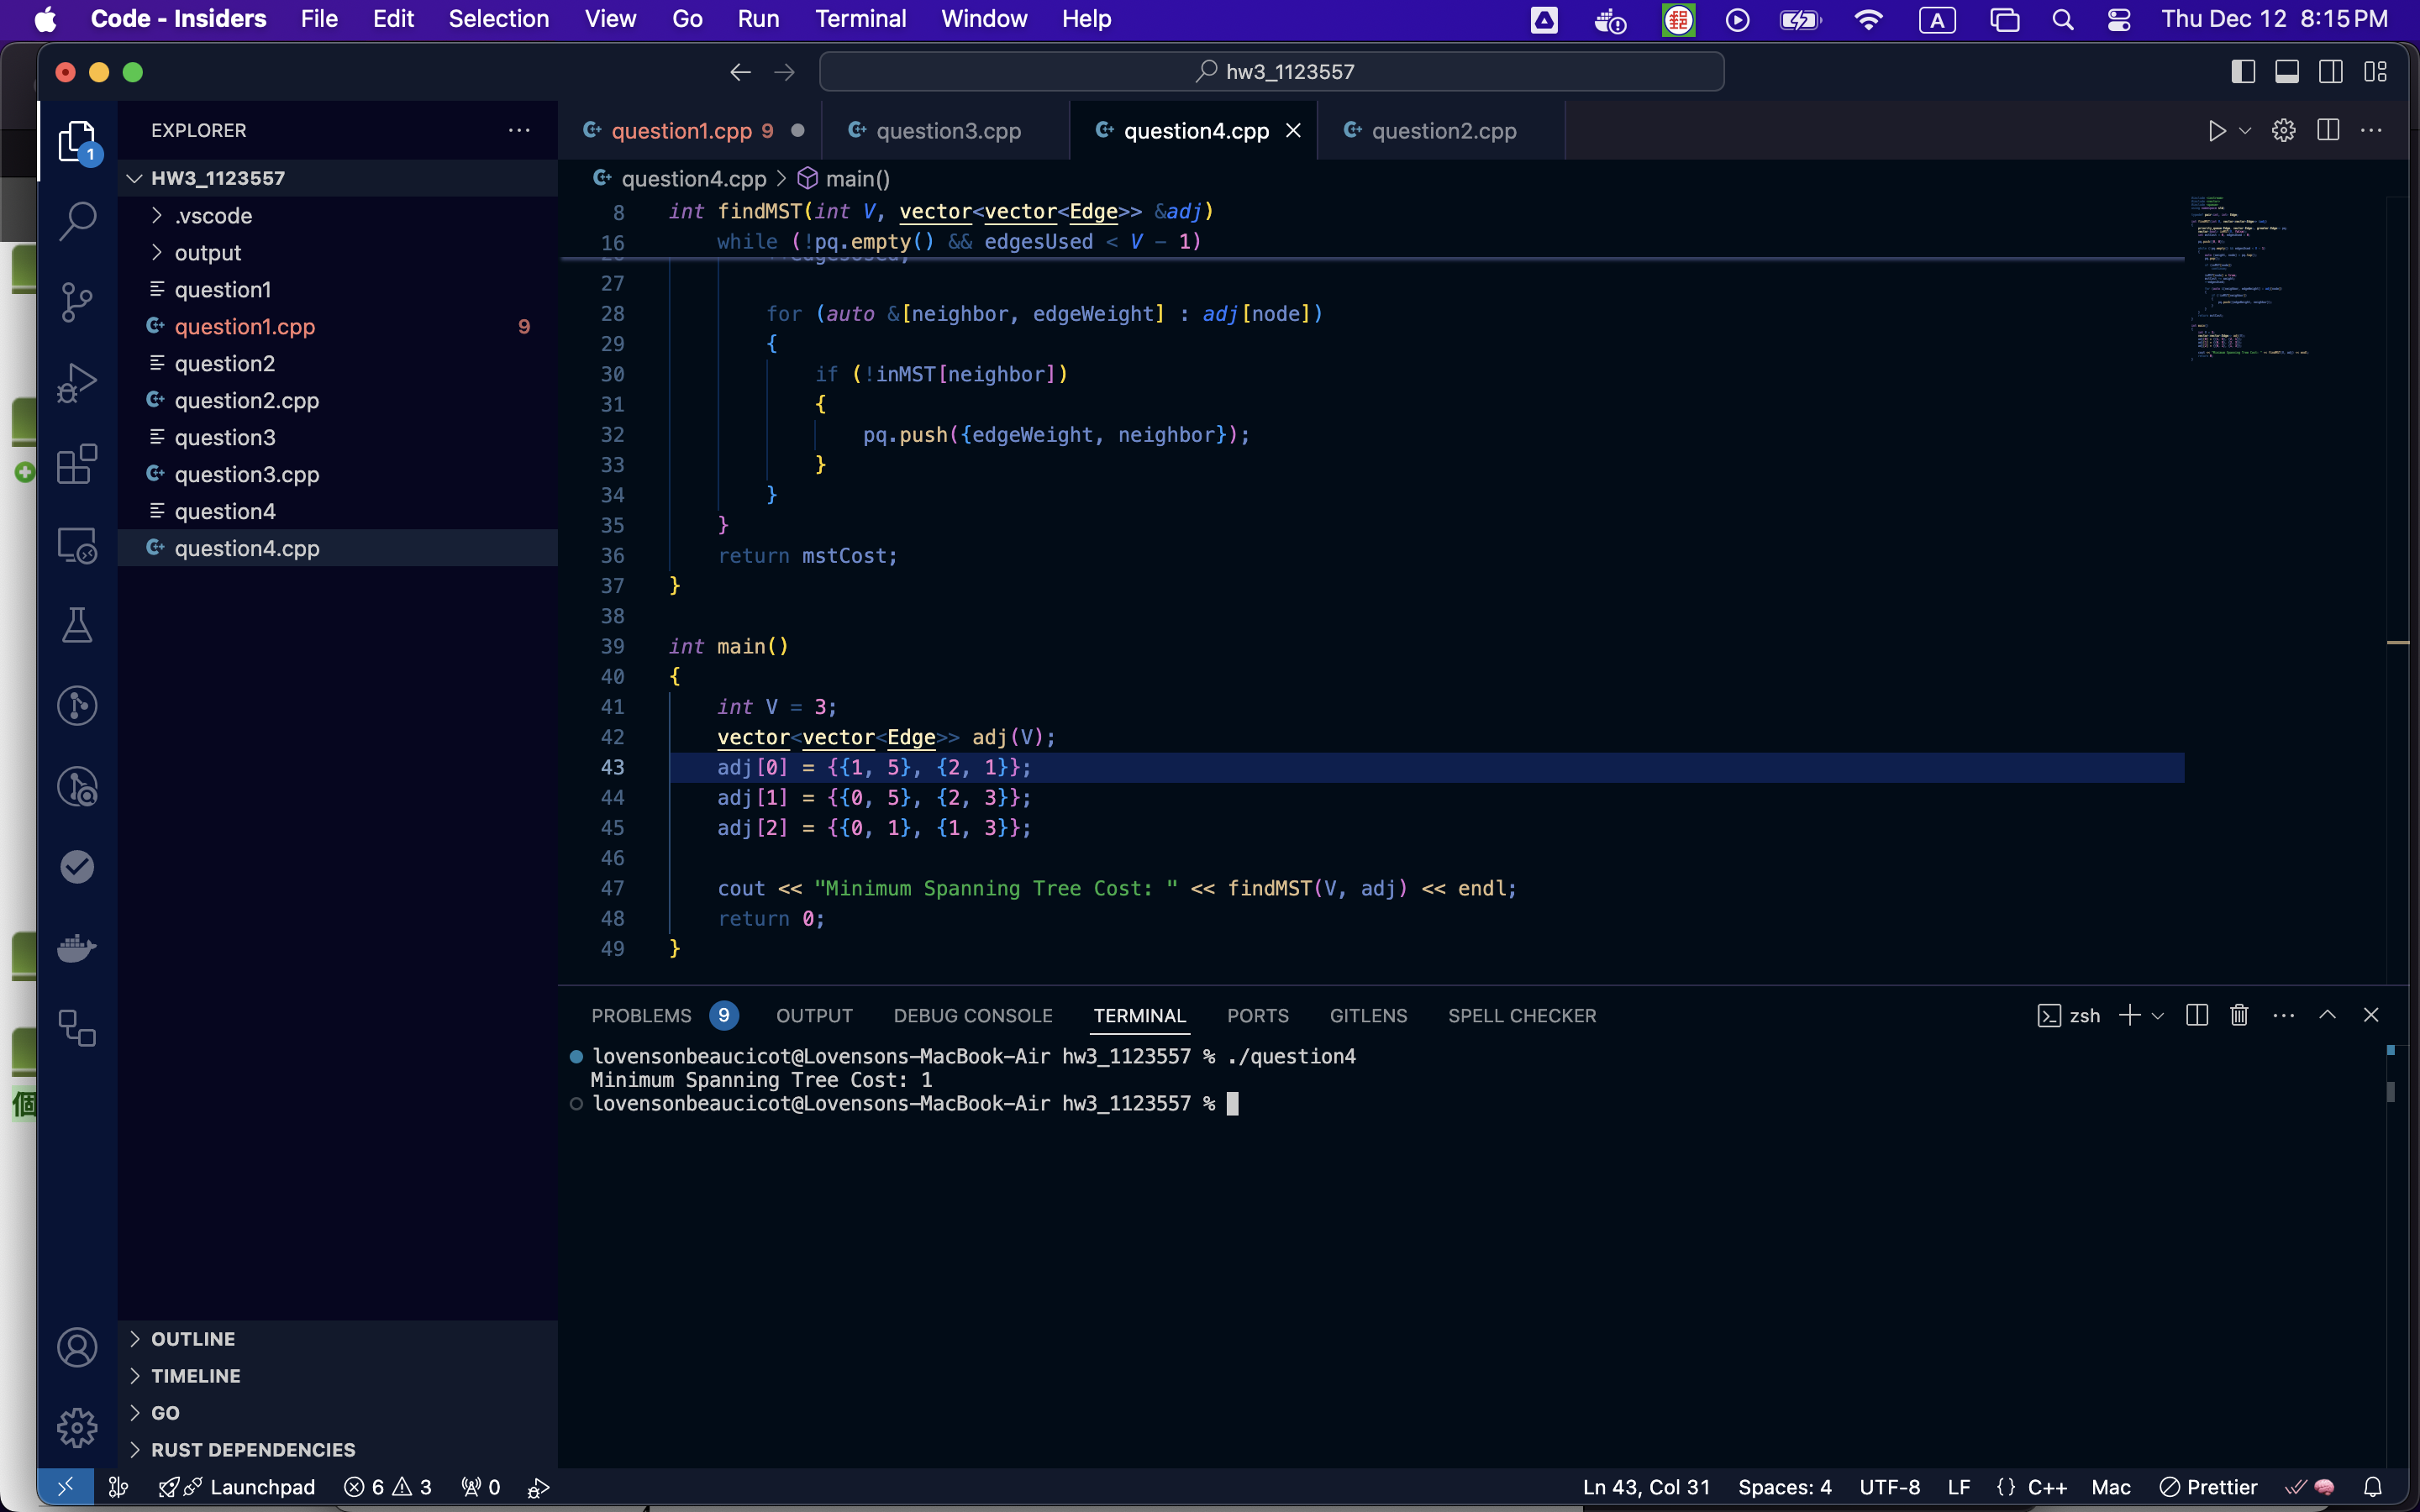 Code - Insiders File Edit Selection View Go Run Terminal Window Help A Thu Dec 12 8:15 PM
hw3_1123557
EXPLORER
HW3_1123557
.vscode
output
question1
question1.cpp 9
question2
question2.cpp
question3
question3.cpp
question4
question4.cpp
OUTLINE
TIMELINE
GO
RUST DEPENDENCIES
1
question1.cpp 9 question3.cpp question4.cpp question2.cpp
question4.cpp > main()
8 int findMST(int V, vector<vector<Edge>> &adj)
16 while (!pq.empty() && edgesUsed < V - 1)
27
28 for (auto &[neighbor, edgeWeight] : adj[node])
29 {
30 if (!inMST[neighbor])
31 {
32 pq.push({edgeWeight, neighbor});
33 }
34 }
35 }
36 return mstCost;
37 }
38
39 int main()
40 {
41 int V = 3;
42 vector<vector<Edge>> adj(V);
43 adj[0] = {{1, 5}, {2, 1}};
44 adj[1] = {{0, 5}, {2, 3}};
45 adj[2] = {{0, 1}, {1, 3}};
46
47 cout << "Minimum Spanning Tree Cost: " << findMST(V, adj) << endl;
48 return 0;
49 }
PROBLEMS 9 OUTPUT DEBUG CONSOLE TERMINAL PORTS GITLENS SPELL CHECKER zsh
lovensonbeaucicot@Lovensons-MacBook-Air hw3_1123557 % ./question4
Minimum Spanning Tree Cost: 1
lovensonbeaucicot@Lovensons-MacBook-Air hw3_1123557 %
Launchpad 6 3 0 Ln 43, Col 31 Spaces: 4 UTF-8 LF {} C++ Mac Prettier